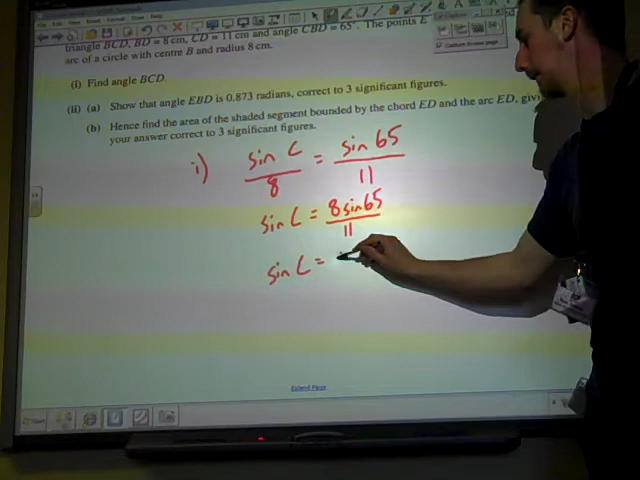 triangle BCD, BD = 8 cm, CD = 11 cm and angle CBD = 65°. The points E
arc of a circle with centre B and radius 8 cm.
(i) Find angle BCD.
(ii) (a) Show that angle EBD is 0.873 radians, correct to 3 significant figures.
(b) Hence find the area of the shaded segment bounded by the chord ED and the arc ED, givi
your answer correct to 3 significant figures.
i) sin C / 8 = sin 65 / 11
sin C = 8 sin 65 / 11
sin C =
Extend Page